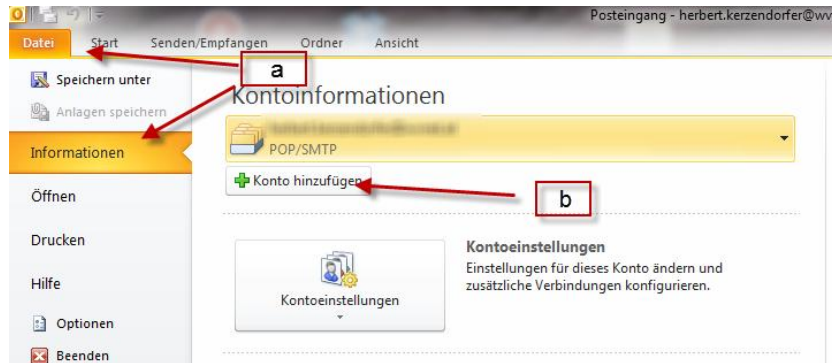 Posteingang - herbert.kerzendorfer@wv
Datei Start Senden/Empfangen Ordner Ansicht
a
Speichern unter
Anlagen speichern
Informationen
Öffnen
Drucken
Hilfe
Optionen
Beenden
Kontoinformationen
POP/SMTP
Konto hinzufügen
b
Kontoeinstellungen
Kontoeinstellungen
Einstellungen für dieses Konto ändern und
zusätzliche Verbindungen konfigurieren.